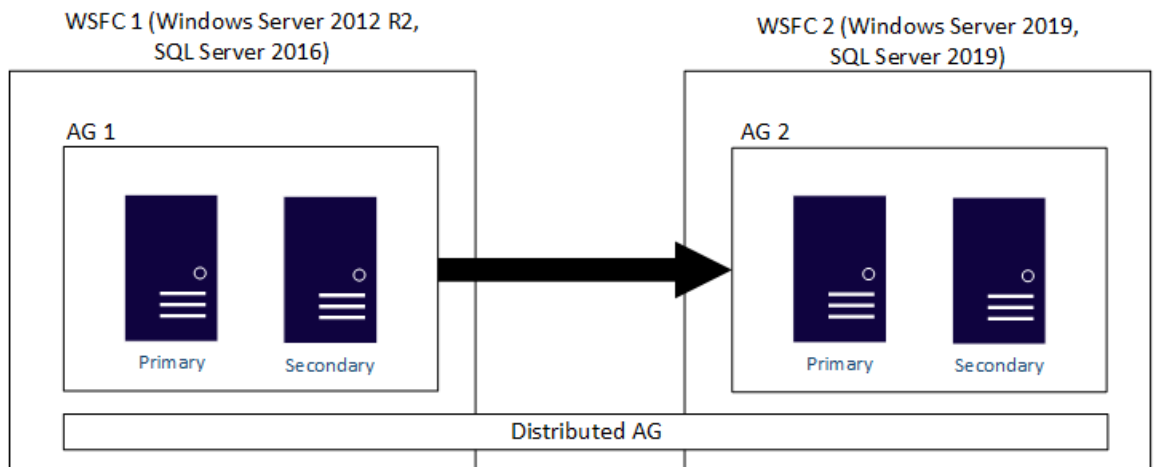 WSFC 1 (Windows Server 2012 R2,
SQL Server 2016)
WSFC 2 (Windows Server 2019,
SQL Server 2019)
AG 1
AG 2
Primary
Secondary
Primary
Secondary
Distributed AG